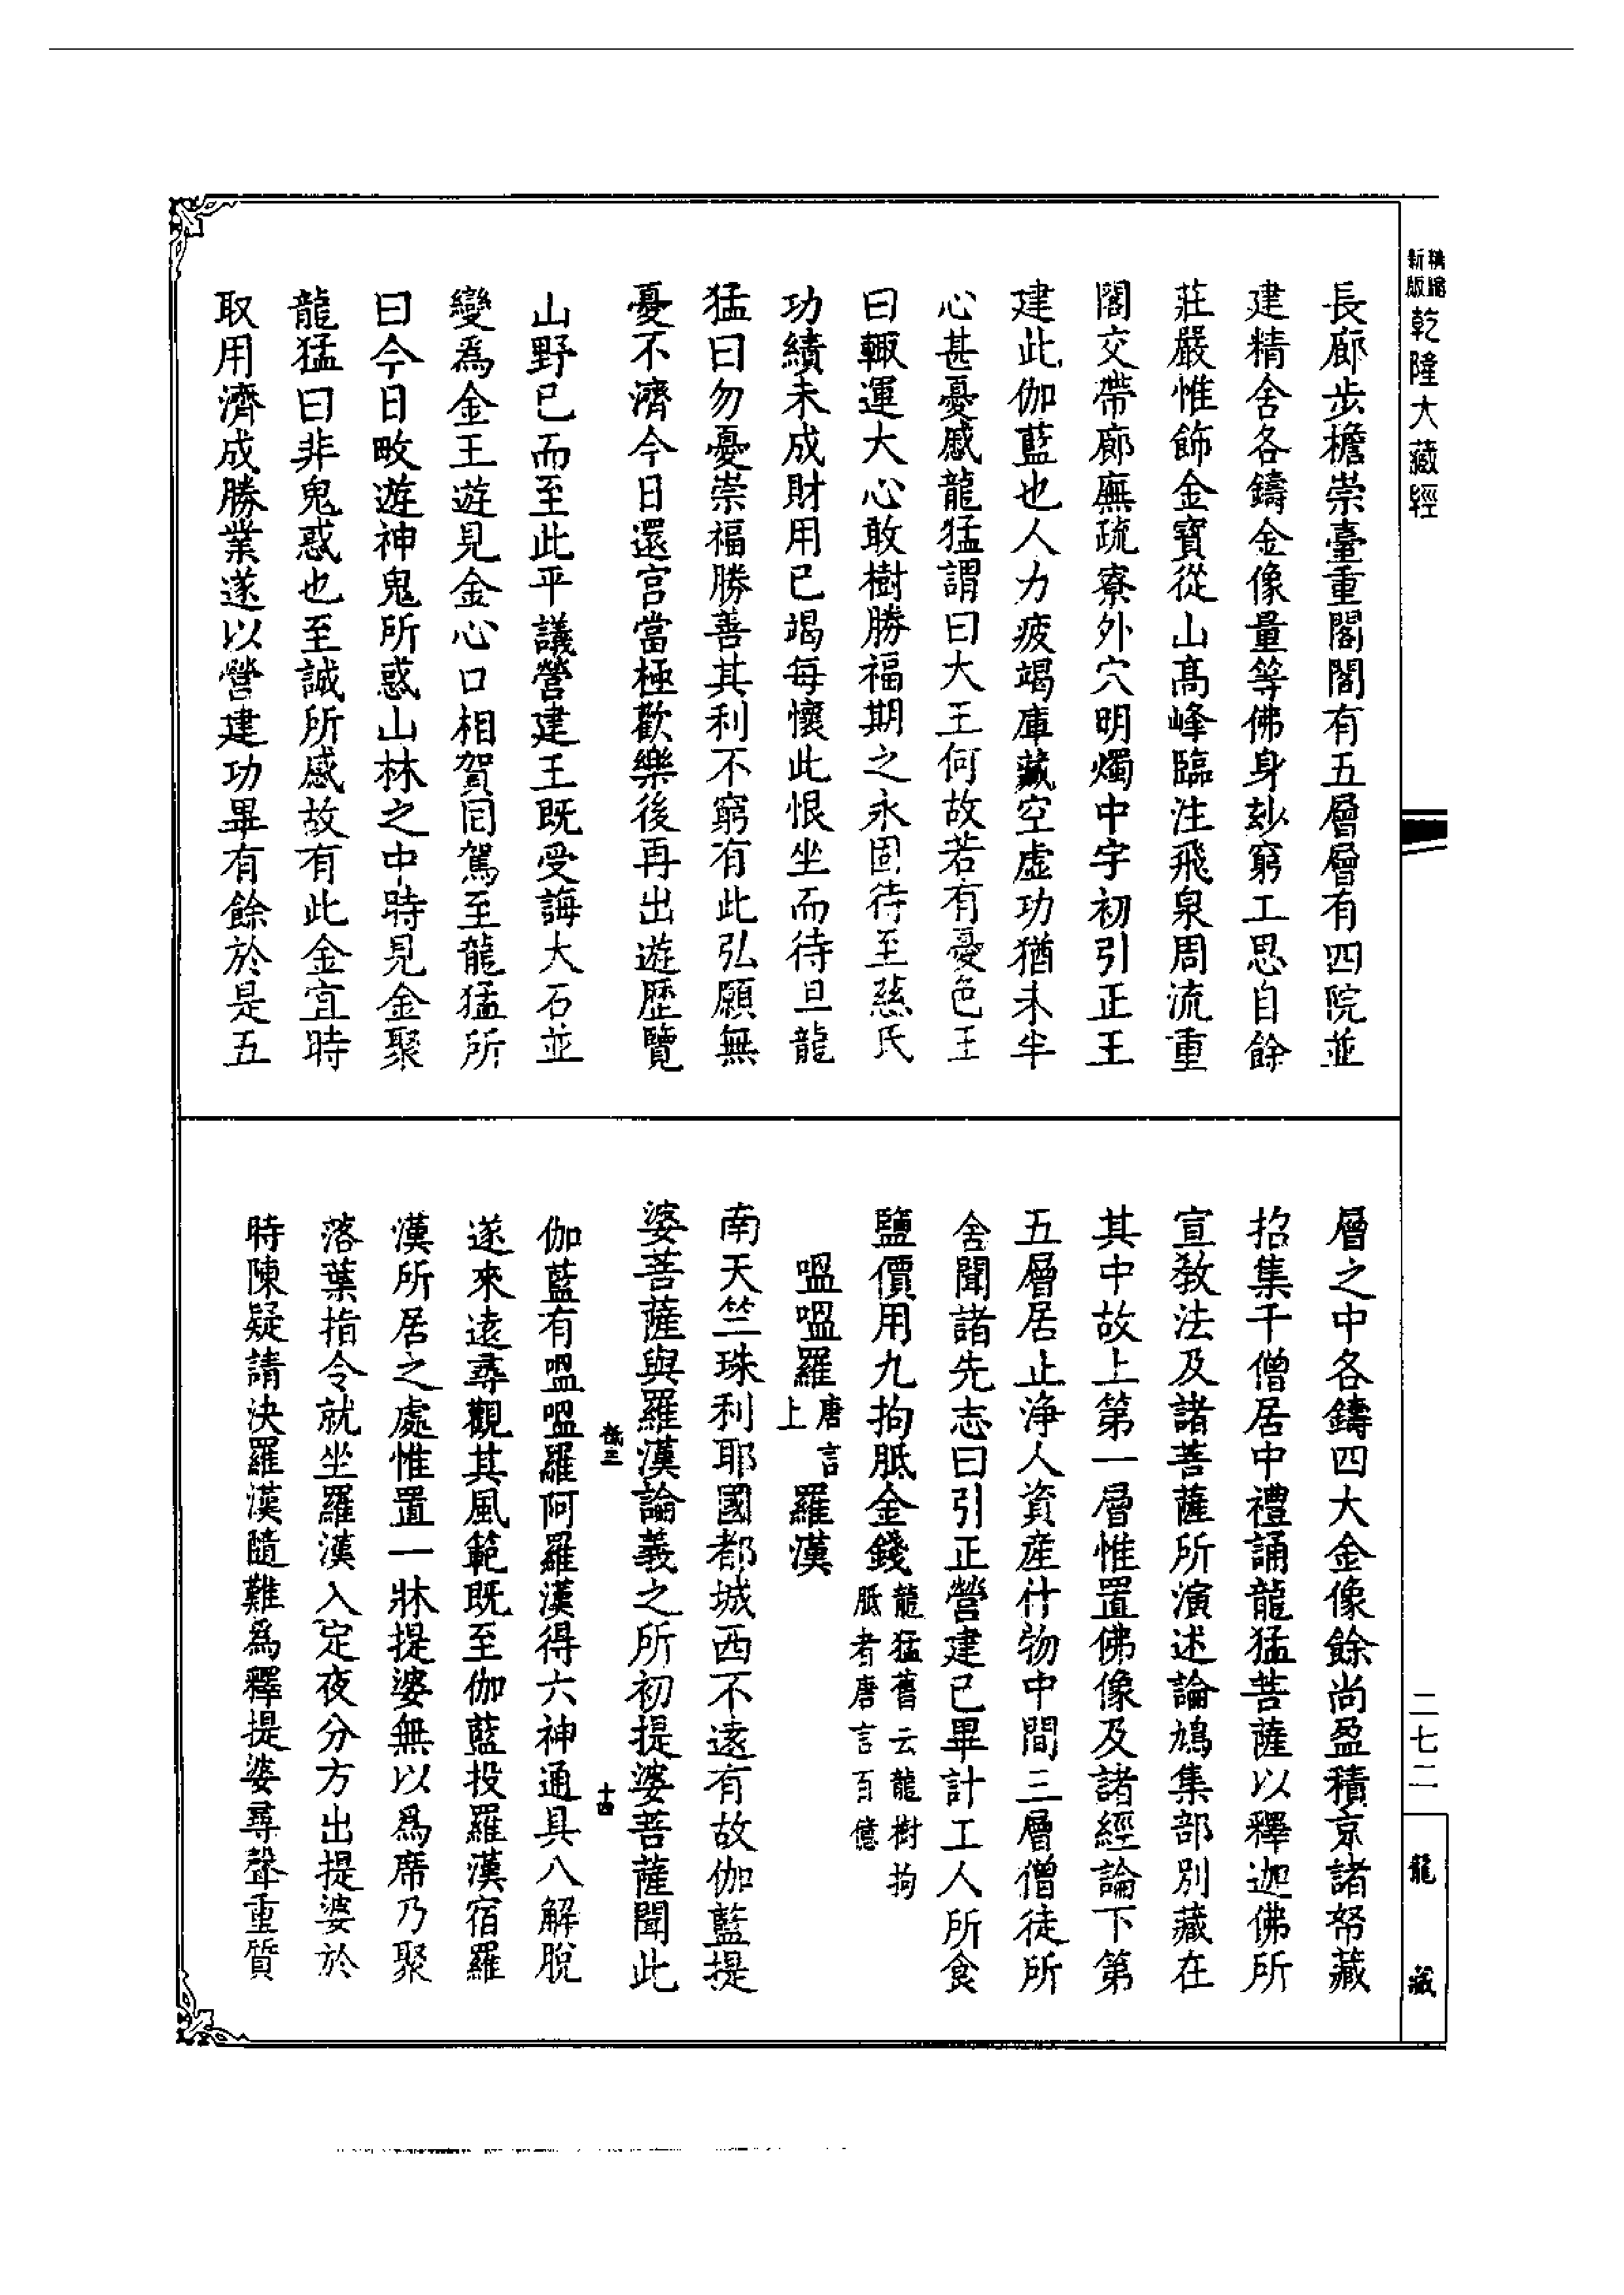 精縮新版乾隆大藏經
長廊步檐崇臺重閣閣有五層層有四院並
建精舍各鑄金像量等佛身玅窮工思自餘
莊嚴惟飾金寶從山高峰臨注飛泉周流重
閣交帶廊廡疏寮外穴明燭中宇初引正王
建此伽藍也人力疲竭庫藏空虛功猶未半
心甚憂慼龍猛謂曰大王何故若有憂色王
曰輒運大心敢樹勝福期之永固待至慈氏
功績未成財用已竭每懷此恨坐而待旦龍
猛曰勿憂崇福勝善其利不窮有此弘願無
憂不濟今日還宮當極歡樂後再出遊歷覽
山野已而至此平議營建王既受誨大石並
變爲金王遊見金心口相賀同駕至龍猛所
曰今日畋遊神鬼所惑山林之中時見金聚
龍猛曰非鬼惑也至誠所感故有此金宜時
取用濟成勝業遂以營建功畢有餘於是五
層之中各鑄四大金像餘尚盈積京諸帑藏
招集千僧居中禮誦龍猛菩薩以釋迦佛所
宣教法及諸菩薩所演述論鳩集部別藏在
其中故上第一層惟置佛像及諸經論下第
五層居止淨人資產什物中間三層僧徒所
舍聞諸先志曰引正營建已畢計工人所食
鹽價用九拘胝金錢龍猛舊云龍樹拘胝者唐言百億
嗢嗢羅唐言上羅漢
南天竺珠利耶國都城西不遠有故伽藍提
婆菩薩與羅漢論義之所初提婆菩薩聞此
十四
伽藍有嗢嗢羅阿羅漢得六神通具八解脫
遂來遠尋觀其風範既至伽藍投羅漢宿羅
漢所居之處惟置一牀提婆無以爲席乃聚
落葉指令就坐羅漢入定夜分方出提婆於
時陳疑請決羅漢隨難爲釋提婆尋聲重質
二七二
龍藏